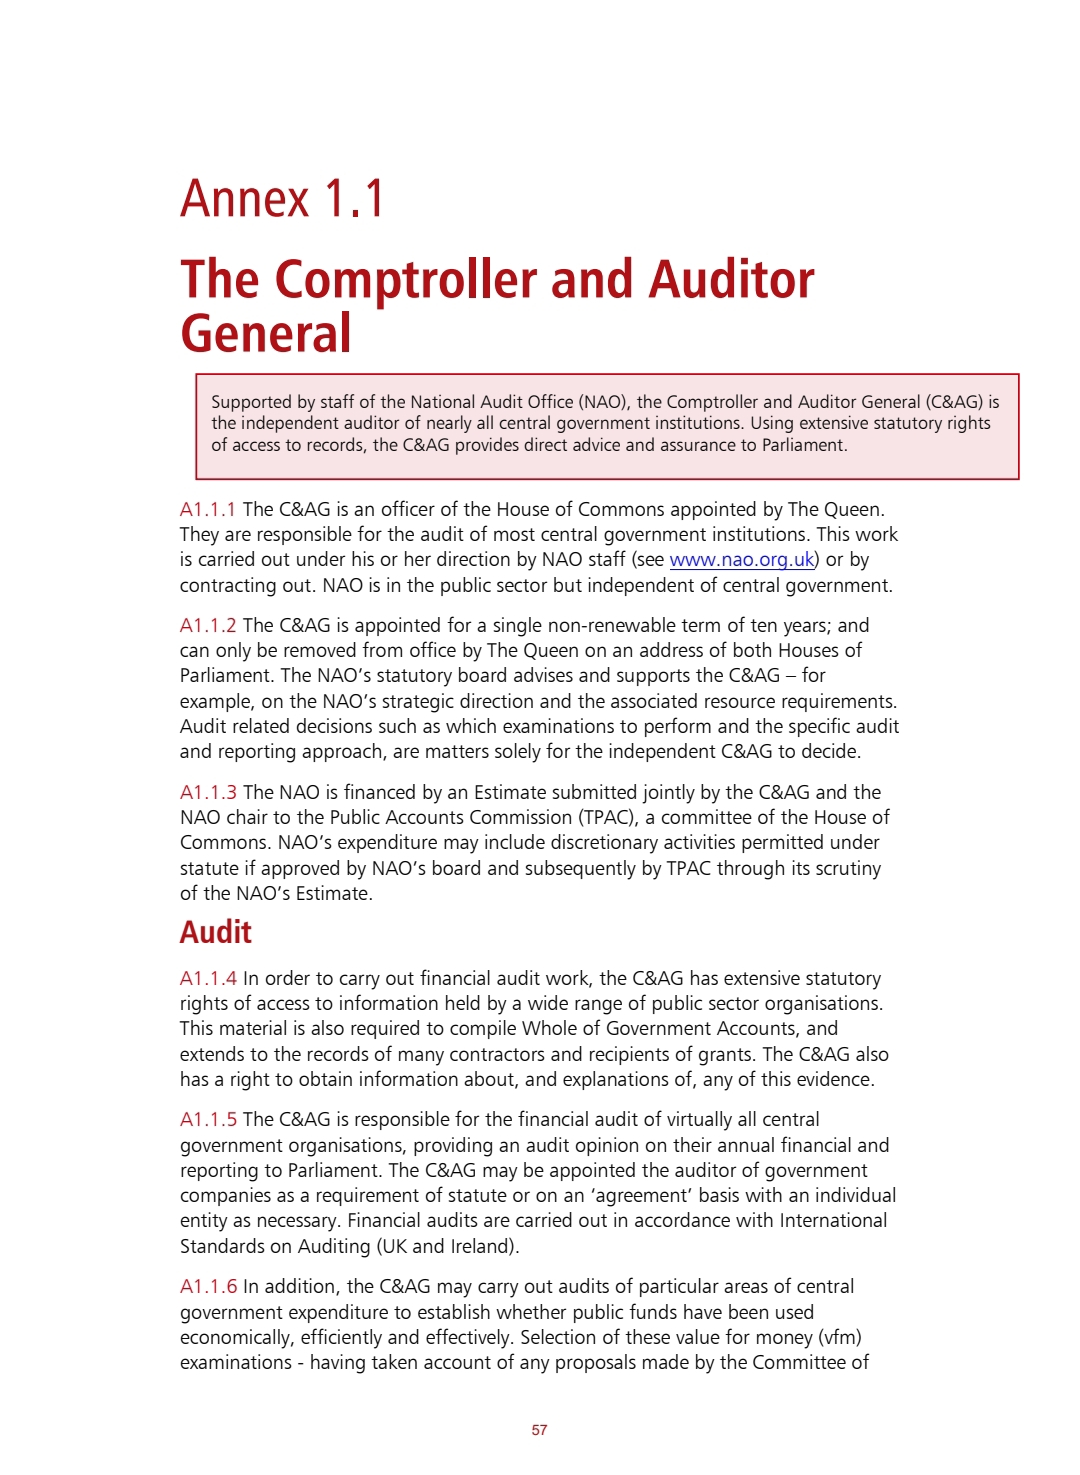 Annex 1.1
The Comptroller and Auditor
General
Supported by staff of the National Audit Office (NAO), the Comptroller and Auditor General (C&AG) is
the independent auditor of nearly all central government institutions. Using extensive statutory rights
of access to records, the C&AG provides direct advice and assurance to Parliament.
A1.1.1 The C&AG is an officer of the House of Commons appointed by The Queen.
They are responsible for the audit of most central government institutions. This work
is carried out under his or her direction by NAO staff (see www.nao.org.uk) or by
contracting out. NAO is in the public sector but independent of central government.
A1.1.2 The C&AG is appointed for a single non-renewable term of ten years; and
can only be removed from office by The Queen on an address of both Houses of
Parliament. The NAO’s statutory board advises and supports the C&AG – for
example, on the NAO’s strategic direction and the associated resource requirements.
Audit related decisions such as which examinations to perform and the specific audit
and reporting approach, are matters solely for the independent C&AG to decide.
A1.1.3 The NAO is financed by an Estimate submitted jointly by the C&AG and the
NAO chair to the Public Accounts Commission (TPAC), a committee of the House of
Commons. NAO’s expenditure may include discretionary activities permitted under
statute if approved by NAO’s board and subsequently by TPAC through its scrutiny
of the NAO’s Estimate.
Audit
A1.1.4 In order to carry out financial audit work, the C&AG has extensive statutory
rights of access to information held by a wide range of public sector organisations.
This material is also required to compile Whole of Government Accounts, and
extends to the records of many contractors and recipients of grants. The C&AG also
has a right to obtain information about, and explanations of, any of this evidence.
A1.1.5 The C&AG is responsible for the financial audit of virtually all central
government organisations, providing an audit opinion on their annual financial and
reporting to Parliament. The C&AG may be appointed the auditor of government
companies as a requirement of statute or on an ‘agreement’ basis with an individual
entity as necessary. Financial audits are carried out in accordance with International
Standards on Auditing (UK and Ireland).
A1.1.6 In addition, the C&AG may carry out audits of particular areas of central
government expenditure to establish whether public funds have been used
economically, efficiently and effectively. Selection of these value for money (vfm)
examinations - having taken account of any proposals made by the Committee of
57